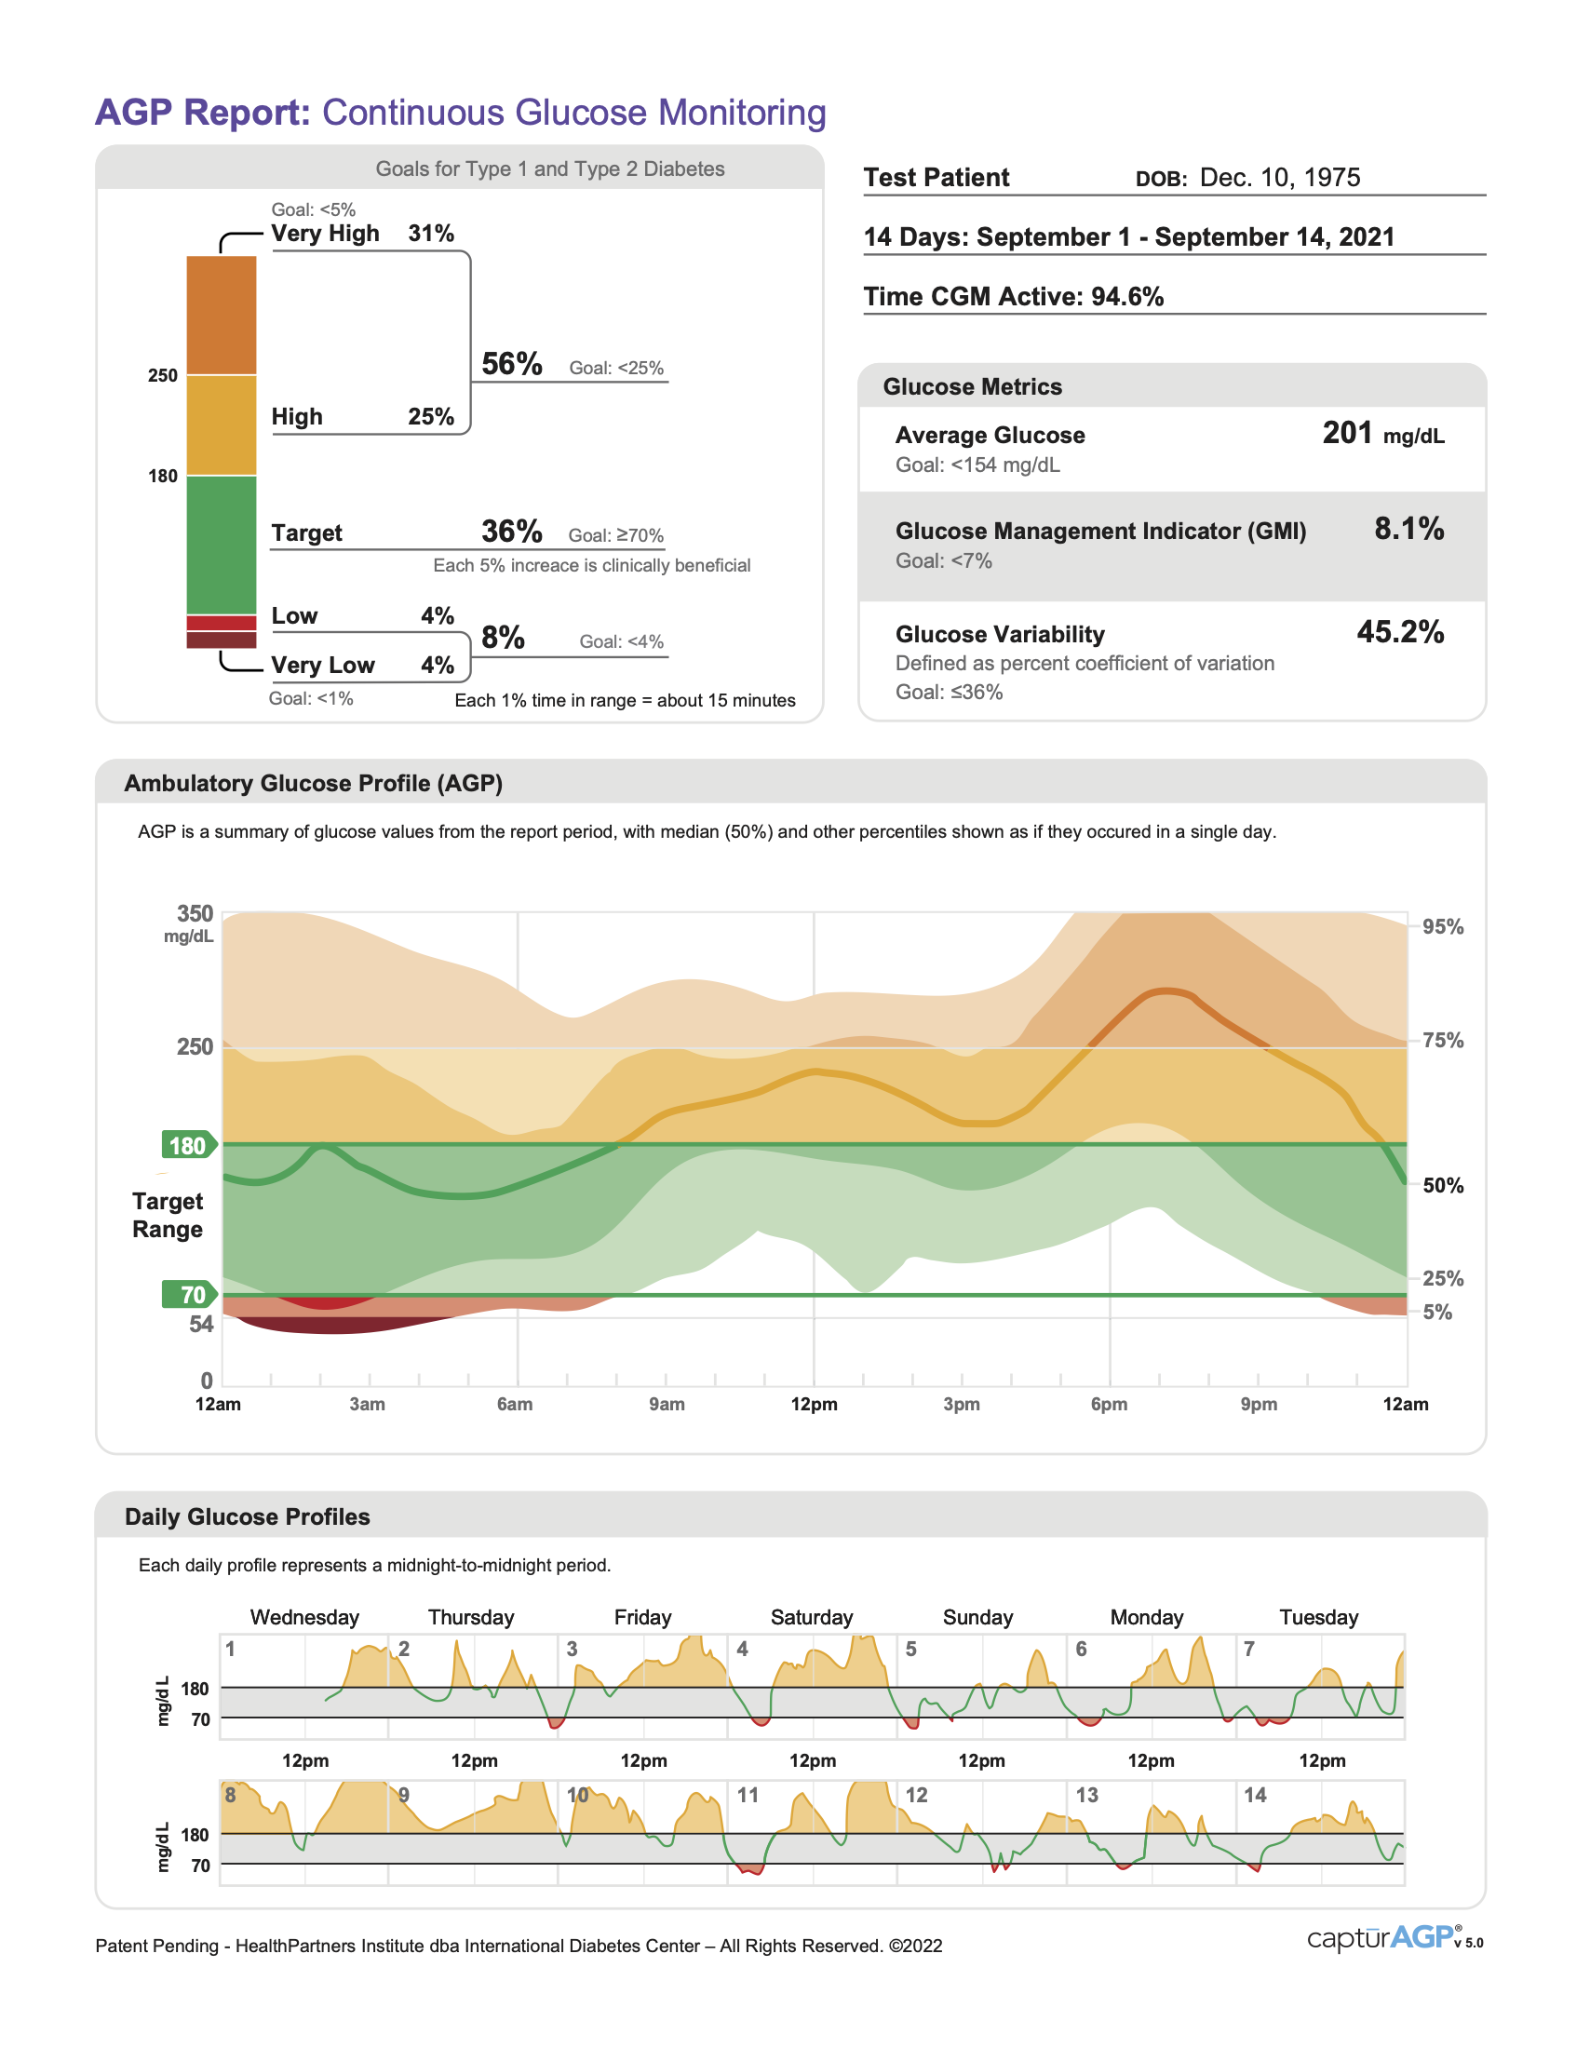 AGP Report: Continuous Glucose Monitoring
Goals for Type 1 and Type 2 Diabetes
Goal: <5%
Very High 31%
250
56% Goal: <25%
High 25%
180
Target 36% Goal: ≥70%
Each 5% increace is clinically beneficial
Low 4%
8% Goal: <4%
Very Low 4%
Goal: <1%
Each 1% time in range = about 15 minutes
Test Patient DOB: Dec. 10, 1975
14 Days: September 1 - September 14, 2021
Time CGM Active: 94.6%
Glucose Metrics
Average Glucose 201 mg/dL
Goal: <154 mg/dL
Glucose Management Indicator (GMI) 8.1%
Goal: <7%
Glucose Variability 45.2%
Defined as percent coefficient of variation
Goal: ≤36%
Ambulatory Glucose Profile (AGP)
AGP is a summary of glucose values from the report period, with median (50%) and other percentiles shown as if they occured in a single day.
350
mg/dL
95%
250
75%
180
Target
Range
50%
70
25%
54
5%
0
12am 3am 6am 9am 12pm 3pm 6pm 9pm 12am
Daily Glucose Profiles
Each daily profile represents a midnight-to-midnight period.
Wednesday Thursday Friday Saturday Sunday Monday Tuesday
1 2 3 4 5 6 7
mg/dL
180
70
12pm 12pm 12pm 12pm 12pm 12pm 12pm
8 9 10 11 12 13 14
mg/dL
180
70
Patent Pending - HealthPartners Institute dba International Diabetes Center – All Rights Reserved. ©2022
captūrAGP® v 5.0